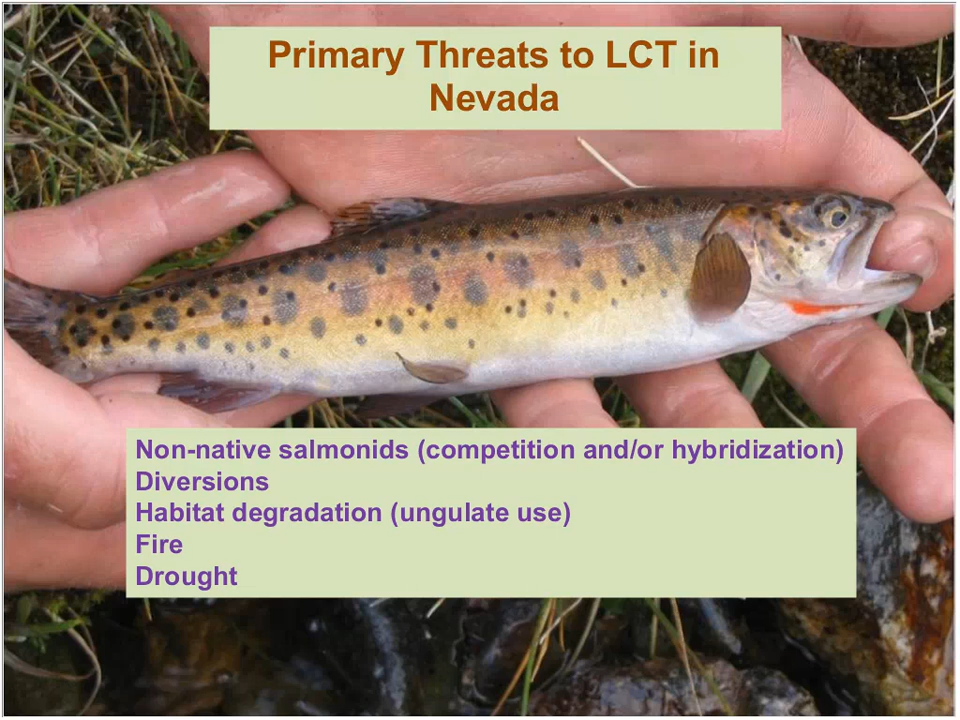 Primary Threats to LCT in
Nevada
Non-native salmonids (competition and/or hybridization)
Diversions
Habitat degradation (ungulate use)
Fire
Drought